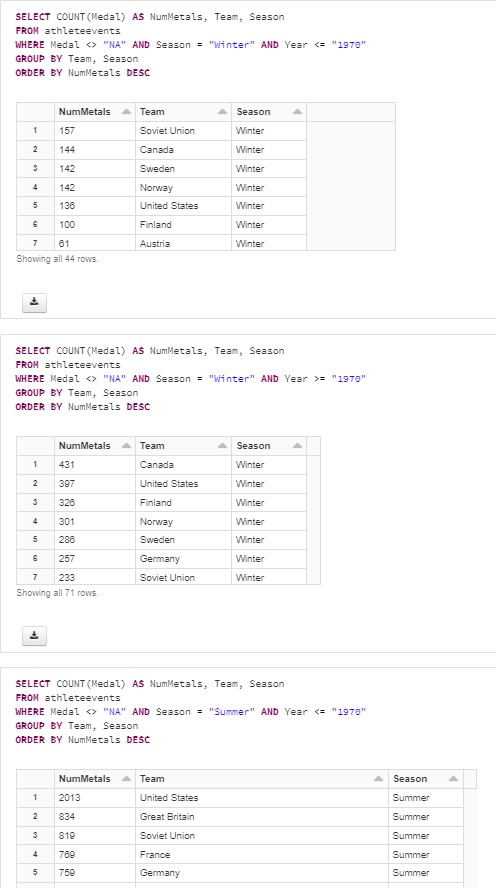 SELECT COUNT(Medal) AS NumMetals, Team, Season
FROM athleteevents
WHERE Medal <> "NA" AND Season = "Winter" AND Year <= "1970"
GROUP BY Team, Season
ORDER BY NumMetals DESC
NumMetals Team Season
1 157 Soviet Union Winter
2 144 Canada Winter
3 142 Sweden Winter
4 142 Norway Winter
5 136 United States Winter
6 100 Finland Winter
7 61 Austria Winter
Showing all 44 rows.
SELECT COUNT(Medal) AS NumMetals, Team, Season
FROM athleteevents
WHERE Medal <> "NA" AND Season = "Winter" AND Year >= "1970"
GROUP BY Team, Season
ORDER BY NumMetals DESC
NumMetals Team Season
1 431 Canada Winter
2 397 United States Winter
3 326 Finland Winter
4 301 Norway Winter
5 286 Sweden Winter
6 257 Germany Winter
7 233 Soviet Union Winter
Showing all 71 rows.
SELECT COUNT(Medal) AS NumMetals, Team, Season
FROM athleteevents
WHERE Medal <> "NA" AND Season = "Summer" AND Year <= "1970"
GROUP BY Team, Season
ORDER BY NumMetals DESC
NumMetals Team Season
1 2013 United States Summer
2 834 Great Britain Summer
3 819 Soviet Union Summer
4 769 France Summer
5 759 Germany Summer